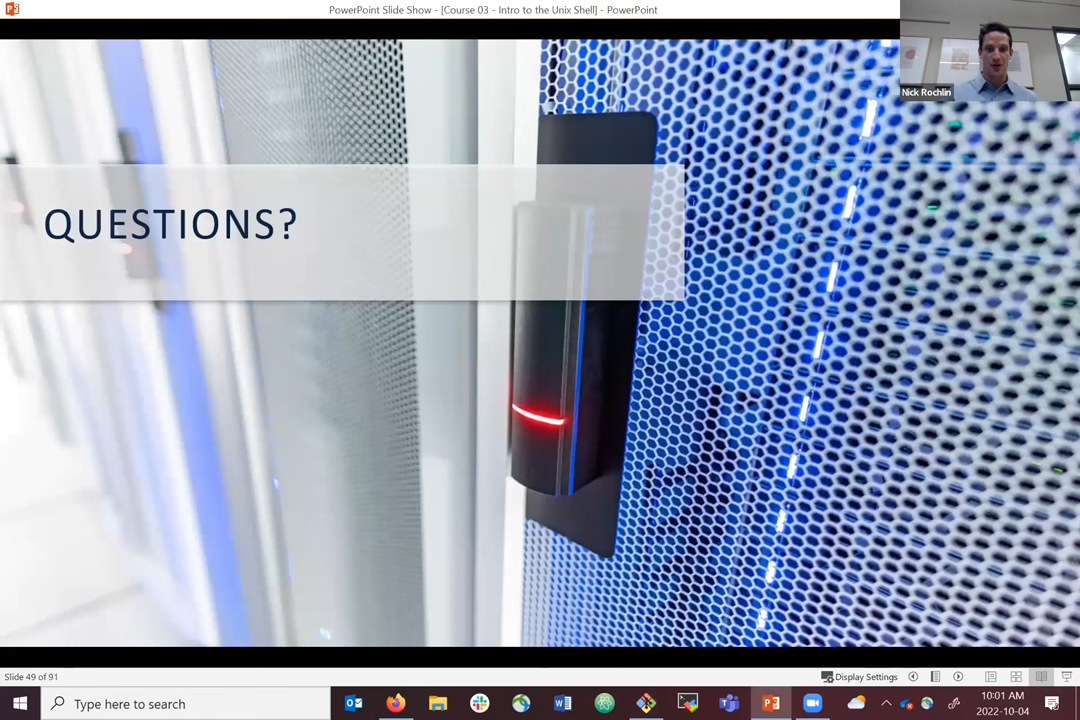 PowerPoint Slide Show - [Course 03 - Intro to the Unix Shell] - PowerPoint
Nick Rochlin
QUESTIONS?
Slide 49 of 91
Display Settings
Type here to search
10:01 AM
2022-10-04